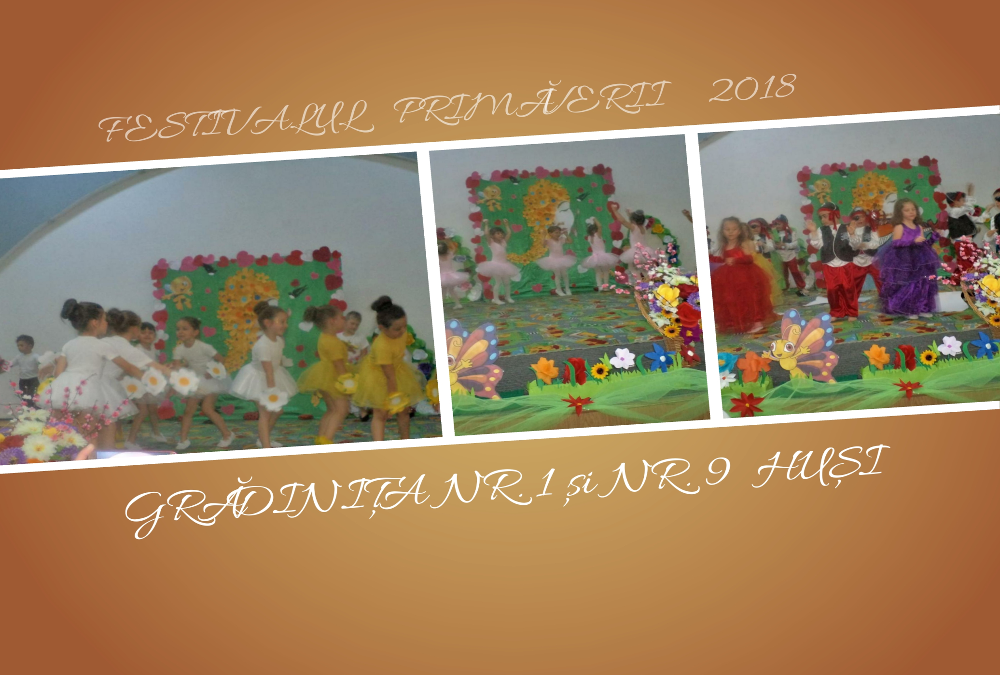 FESTIVALUL PRIMĂVERII 2018
GRĂDINIȚA NR. 1 și NR. 9 HUȘI